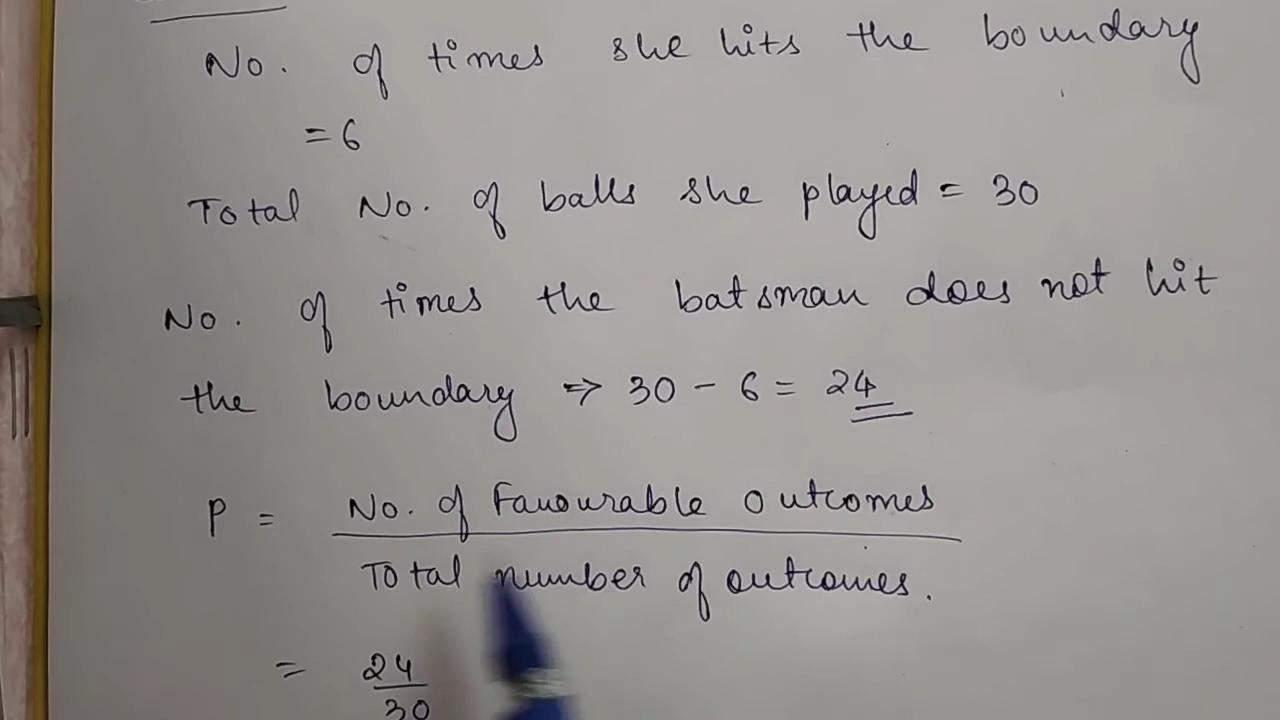 No. of times she hits the boundary
= 6
Total No. of balls she played = 30
No. of times the batsman does not hit
the boundary ⇒ 30 - 6 = 24
P = No. of Favourable outcomes
Total number of outcomes.
= 24
30